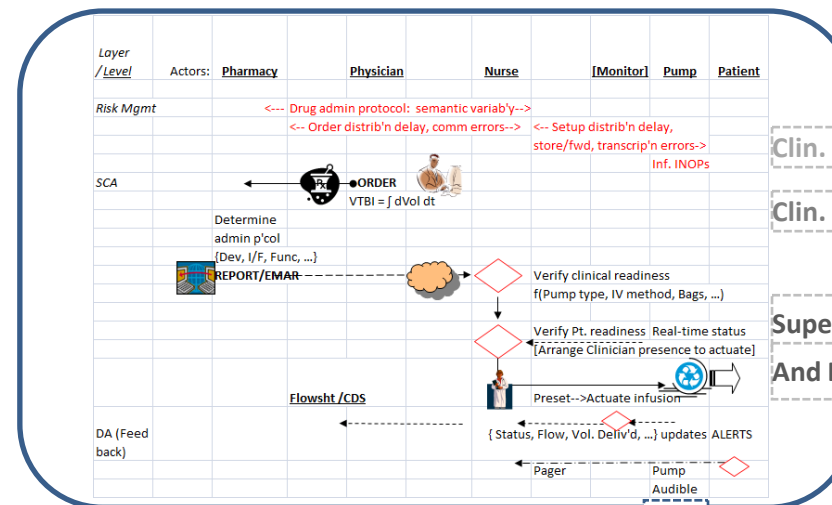 Layer
/Level Actors: Pharmacy Physician Nurse [Monitor] Pump Patient
Risk Mgmt <--- Drug admin protocol: semantic variab'y-->
<-- Order distrib'n delay, comm errors--> <-- Setup distrib'n delay,
store/fwd, transcrip'n errors->
Inf. INOPs
Clin.
SCA ORDER
VTBI = ∫ dVol dt
Clin.
Determine
admin p'col
{Dev, I/F, Func, ...}
REPORT/EMAR Verify clinical readiness
f(Pump type, IV method, Bags, ...)
Supe
Verify Pt. readiness Real-time status
[Arrange Clinician presence to actuate]
And
Flowsht /CDS Preset-->Actuate infusion
DA (Feed
back)
{ Status, Flow, Vol. Deliv'd, ...} updates ALERTS
Pager Pump
Audible